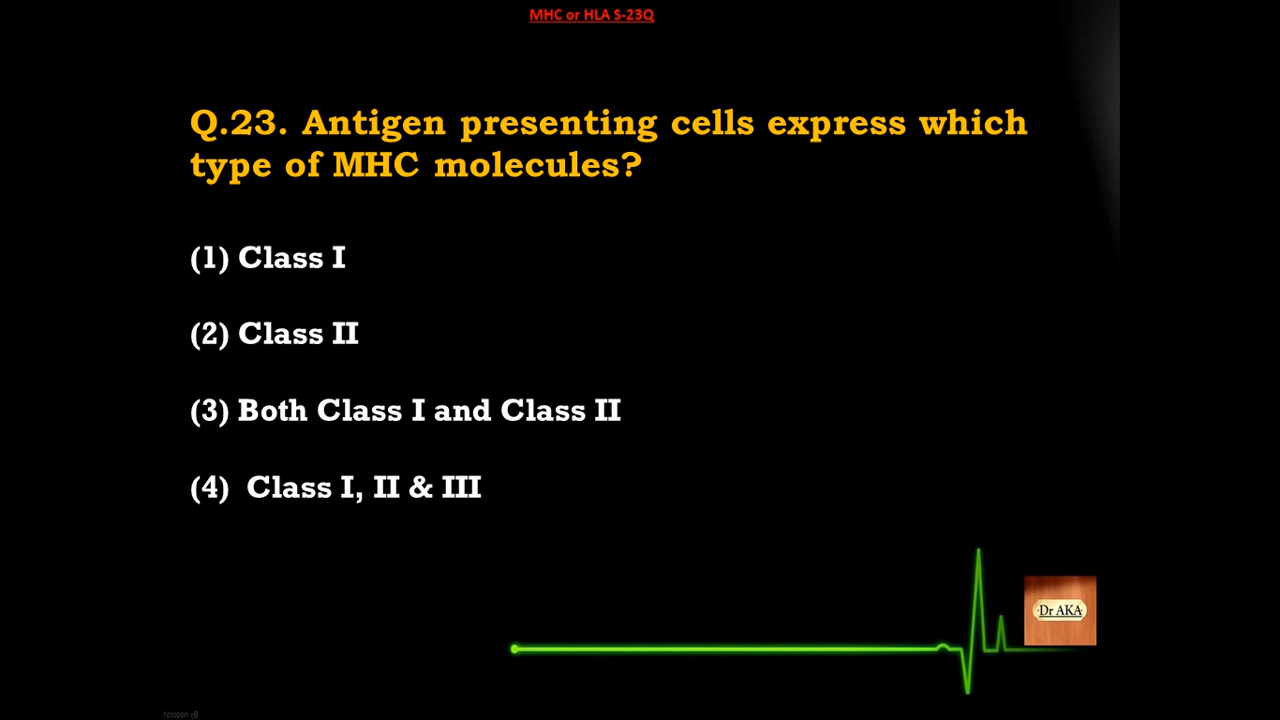 MHC or HLA S-23Q
Q.23. Antigen presenting cells express which
type of MHC molecules?
(1) Class I
(2) Class II
(3) Both Class I and Class II
(4) Class I, II & III
Dr AKA